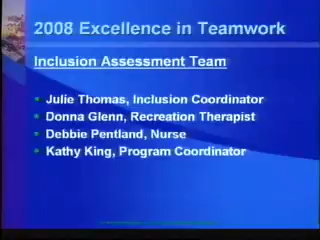 2008 Excellence in Teamwork
Inclusion Assessment Team
Julie Thomas, Inclusion Coordinator
Donna Glenn, Recreation Therapist
Debbie Pentland, Nurse
Kathy King, Program Coordinator